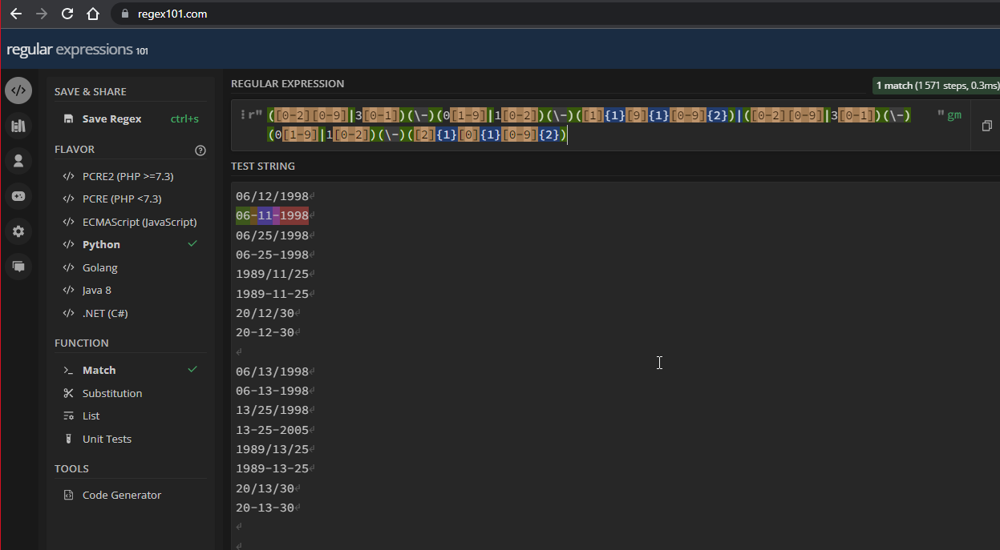 regex101.com
regular expressions 101
SAVE & SHARE
Save Regex ctrl+s
FLAVOR
PCRE2 (PHP >=7.3)
PCRE (PHP <7.3)
ECMAScript (JavaScript)
Python
Golang
Java 8
.NET (C#)
FUNCTION
Match
Substitution
List
Unit Tests
TOOLS
Code Generator
REGULAR EXPRESSION
1 match (1571 steps, 0.3ms)
r" ([0-2][0-9]|3[0-1])(\-)(0[1-9]|1[0-2])(\-)([1]{1}[9]{1}[0-9]{2})|([0-2][0-9]|3[0-1])(\-) " gm
(0[1-9]|1[0-2])(\-)([2]{1}[0]{1}[0-9]{2})
TEST STRING
06/12/1998
06-11-1998
06/25/1998
06-25-1998
1989/11/25
1989-11-25
20/12/30
20-12-30
06/13/1998
06-13-1998
13/25/1998
13-25-2005
1989/13/25
1989-13-25
20/13/30
20-13-30